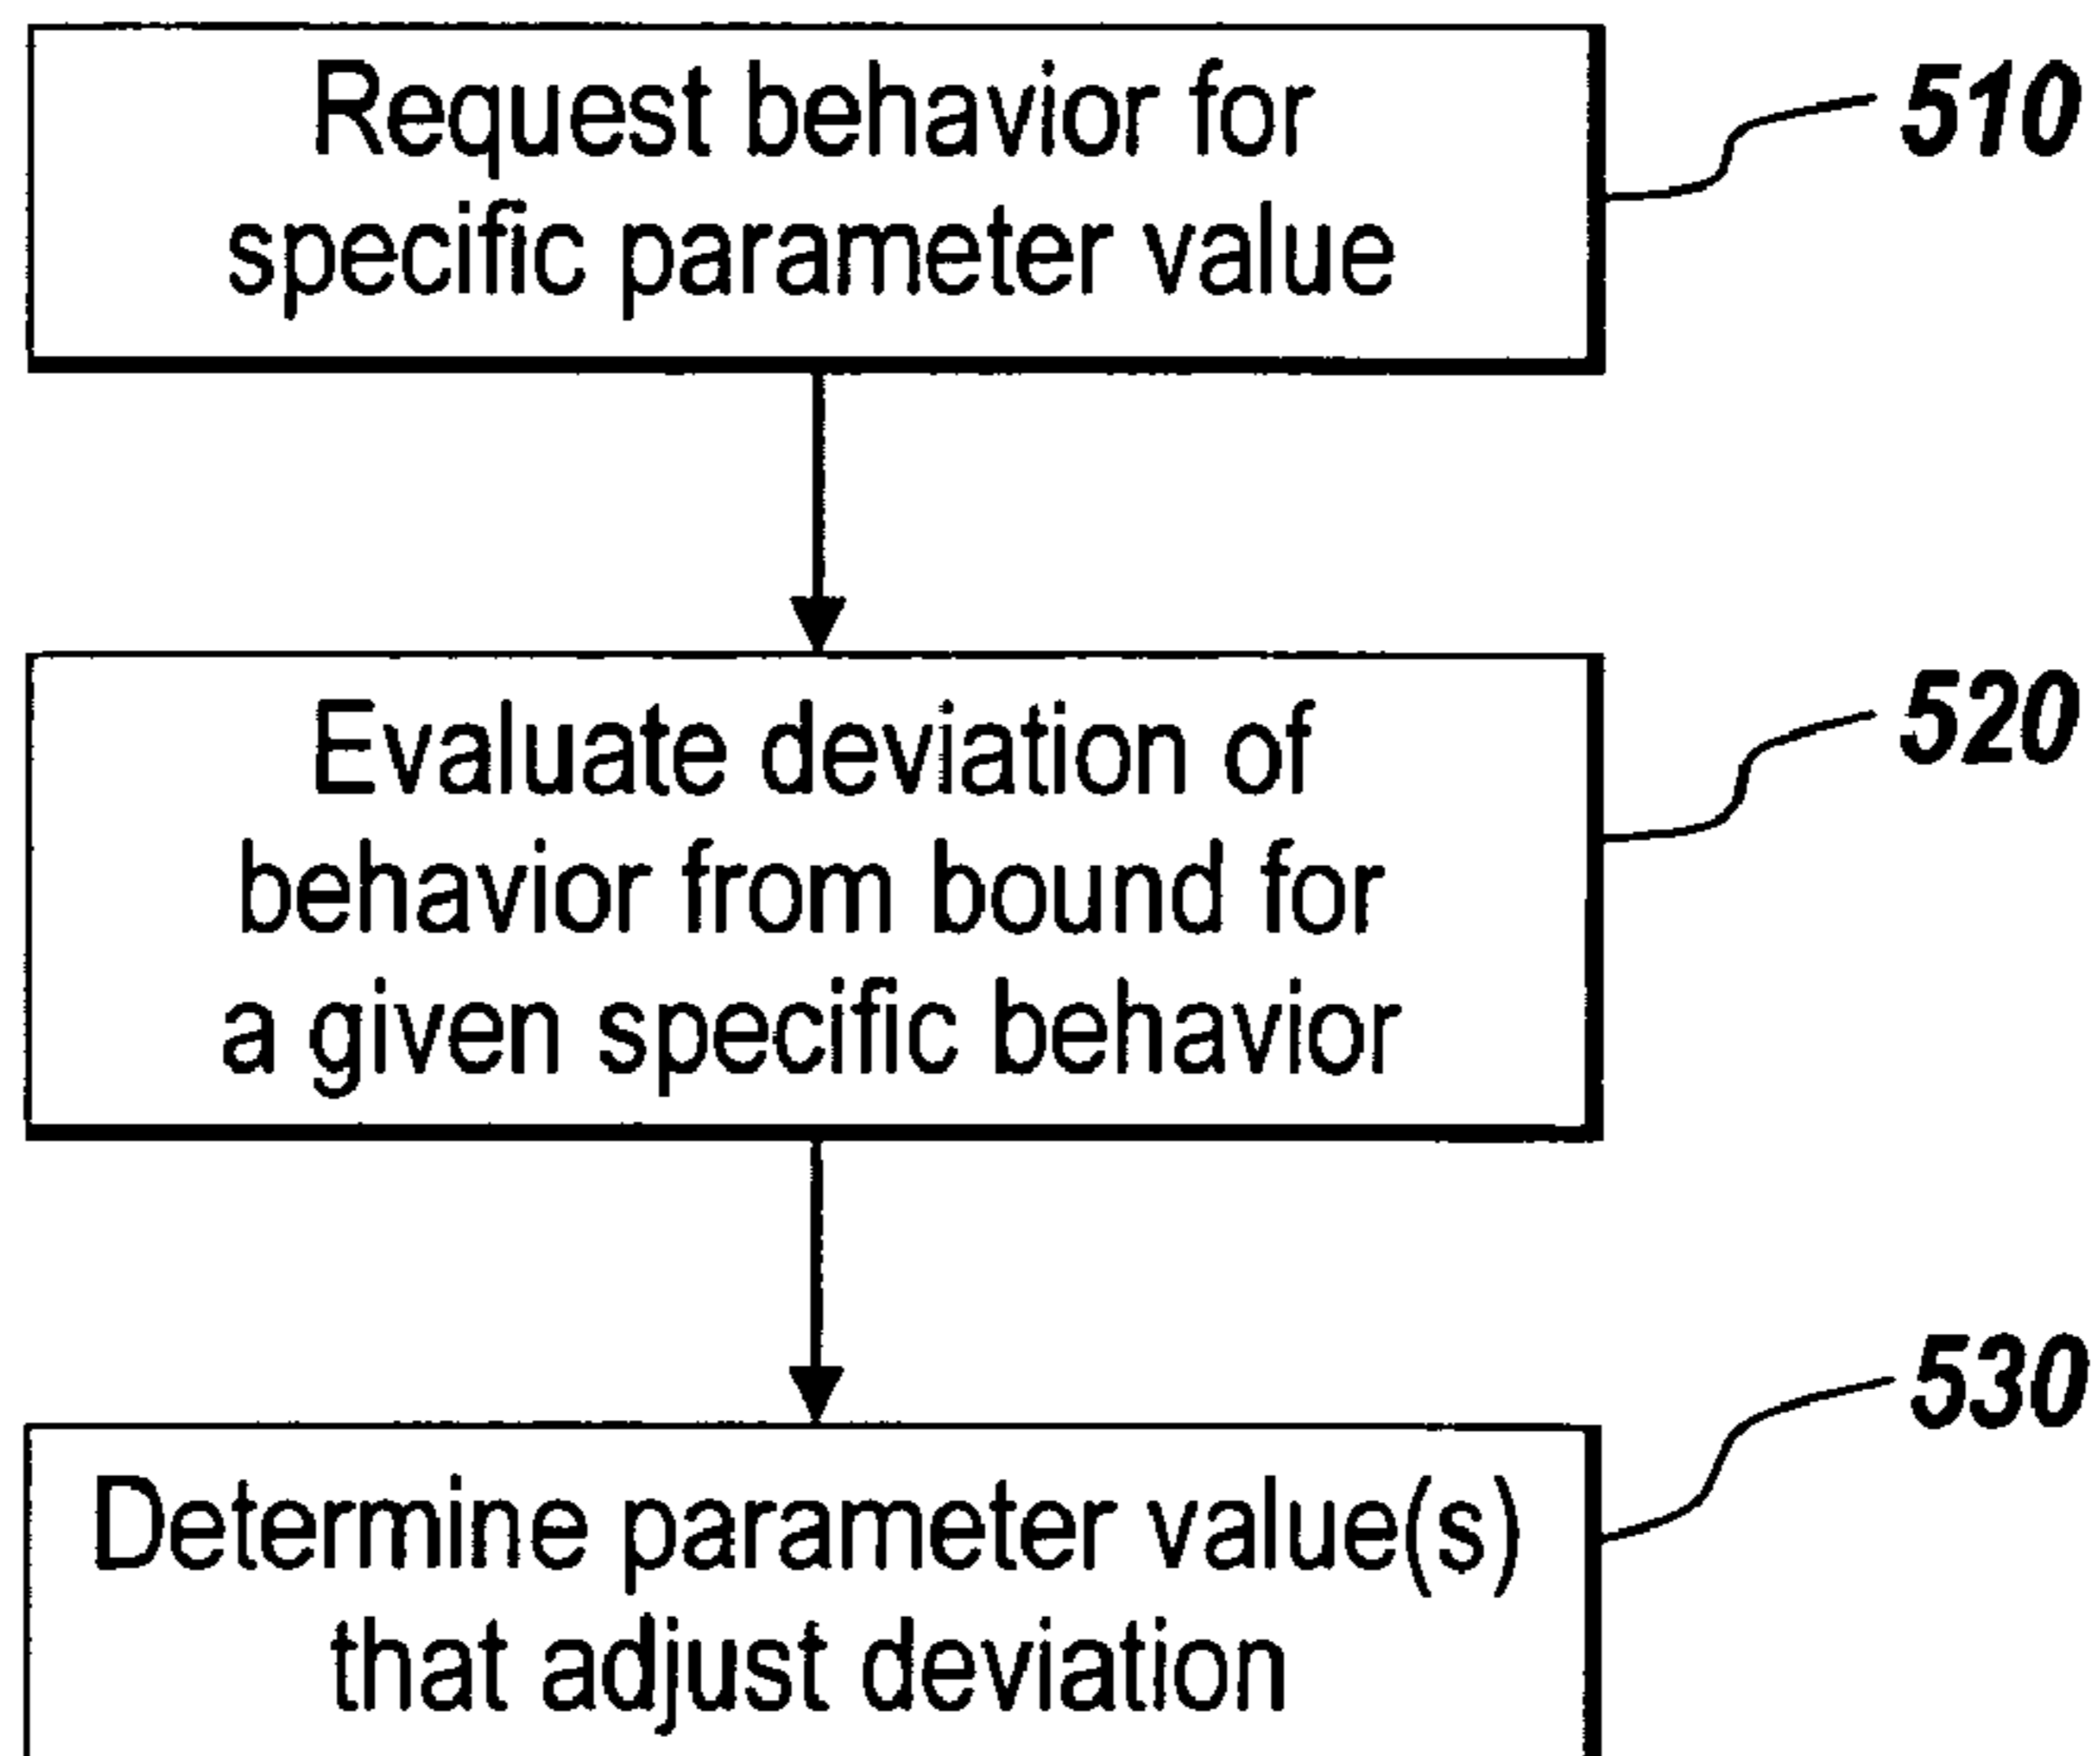 Request behavior for
specific parameter value
510
Evaluate deviation of
behavior from bound for
a given specific behavior
520
Determine parameter value(s)
that adjust deviation
530